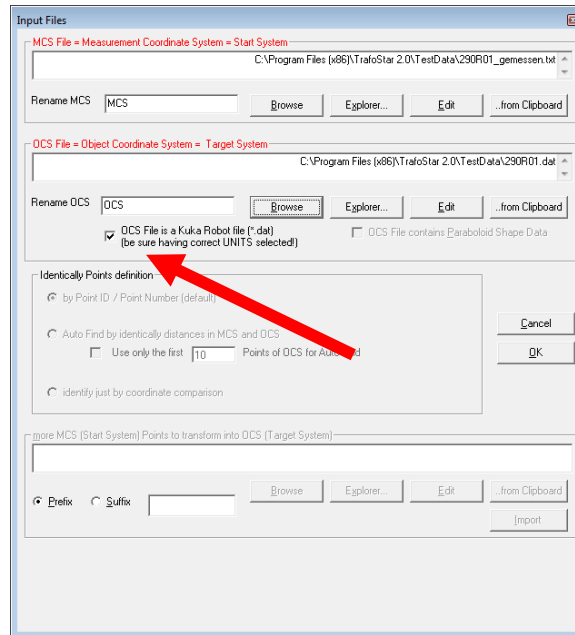 Input Files
MCS File = Measurement Coordinate System = Start System
C:\Program Files (x86)\TrafoStar 2.0\TestData\290R01_gemessen.txt
Rename MCS MCS Browse Explorer... Edit ..from Clipboard
OCS File = Object Coordinate System = Target System
C:\Program Files (x86)\TrafoStar 2.0\TestData\290R01.dat
Rename OCS OCS Browse Explorer... Edit ..from Clipboard
OCS File is a Kuka Robot file (*.dat) OCS File contains Paraboloid Shape Data
(be sure having correct UNITS selected!)
Identically Points definition
by Point ID / Point Number (default)
Auto Find by identically distances in MCS and OCS
Use only the first 10 Points of OCS for
Cancel
OK
identify just by coordinate comparison
more MCS (Start System) Points to transform into OCS (Target System)
Browse Explorer... Edit ..from Clipboard
Prefix Suffix
Import